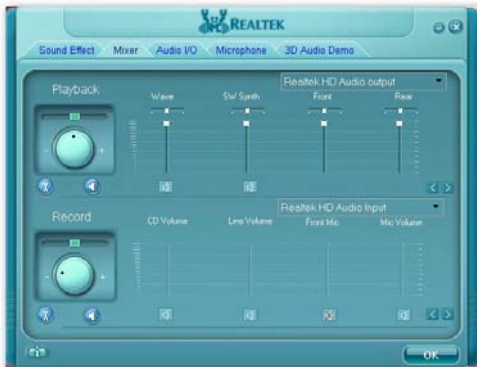 REALTEK
Sound Effect Mixer Audio I/O Microphone 3D Audio Demo
Playback
Realtek HD Audio output
Wave SW Synth Front Rear
Record
Realtek HD Audio Input
CD Volume Line Volume Front Mic Mic Volume
OK